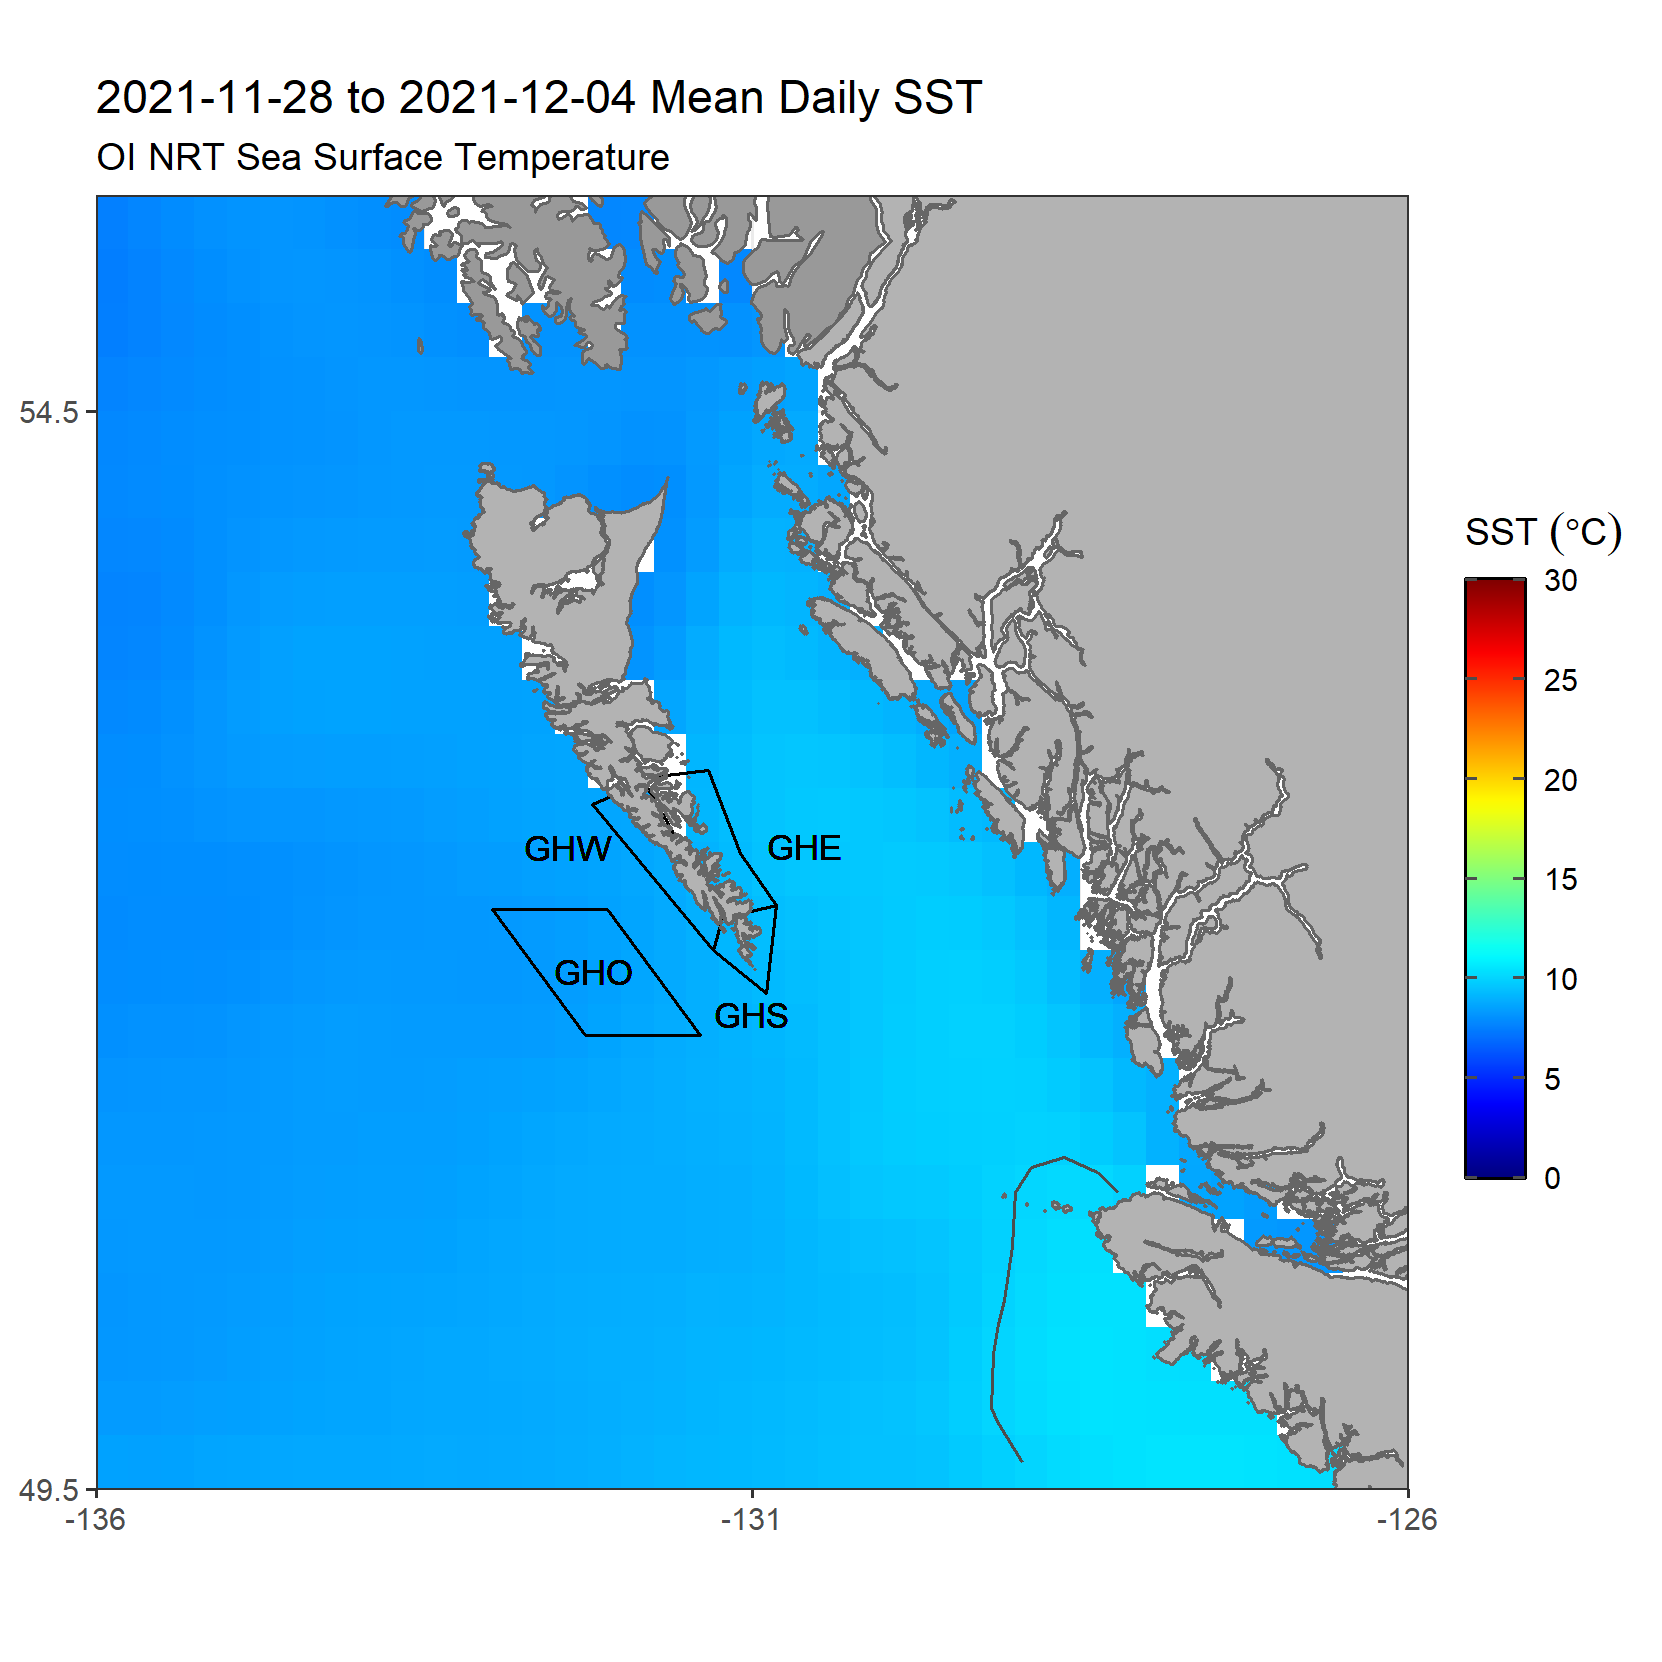 2021-11-28 to 2021-12-04 Mean Daily SST
OI NRT Sea Surface Temperature
54.5
49.5
-136
-131
-126
GHW
GHE
GHO
GHS
SST (°C)
30
25
20
15
10
5
0